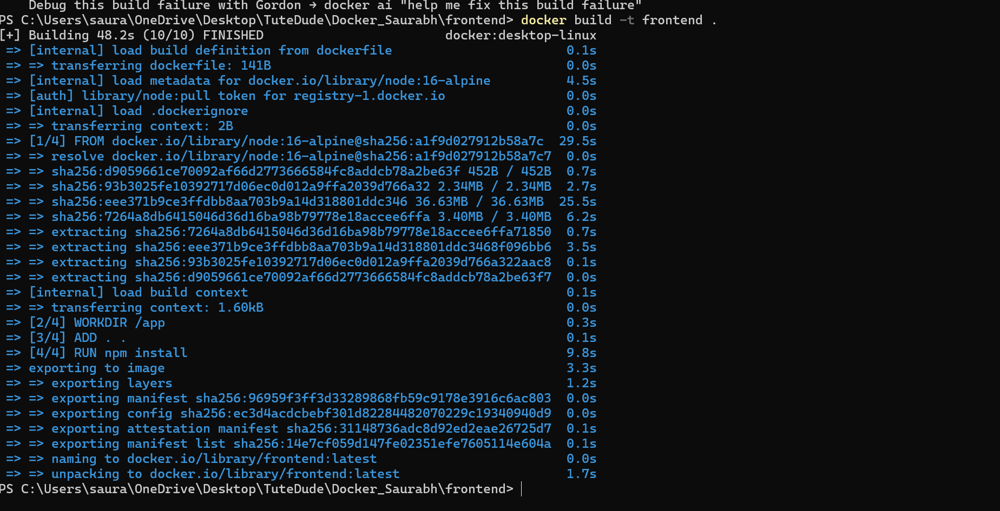 Debug this build failure with Gordon → docker ai "help me fix this build failure"
PS C:\Users\saura\OneDrive\Desktop\TuteDude\Docker_Saurabh\frontend> docker build -t frontend .
[+] Building 48.2s (10/10) FINISHED docker:desktop-linux
=> [internal] load build definition from dockerfile 0.1s
=> => transferring dockerfile: 141B 0.0s
=> [internal] load metadata for docker.io/library/node:16-alpine 4.5s
=> [auth] library/node:pull token for registry-1.docker.io 0.0s
=> [internal] load .dockerignore 0.0s
=> => transferring context: 2B 0.0s
=> [1/4] FROM docker.io/library/node:16-alpine@sha256:a1f9d027912b58a7c 29.5s
=> => resolve docker.io/library/node:16-alpine@sha256:a1f9d027912b58a7c7 0.0s
=> => sha256:d9059661ce70092af66d2773666584fc8addcb78a2be63f 452B / 452B 0.7s
=> => sha256:93b3025fe10392717d06ec0d012a9ffa2039d766a32 2.34MB / 2.34MB 2.7s
=> => sha256:eee371b9ce3ffdbb8aa703b9a14d318801ddc346 36.63MB / 36.63MB 25.5s
=> => sha256:7264a8db6415046d36d16ba98b79778e18accee6ffa 3.40MB / 3.40MB 6.2s
=> => extracting sha256:7264a8db6415046d36d16ba98b79778e18accee6ffa71850 0.7s
=> => extracting sha256:eee371b9ce3ffdbb8aa703b9a14d318801ddc3468f096bb6 3.5s
=> => extracting sha256:93b3025fe10392717d06ec0d012a9ffa2039d766a322aac8 0.1s
=> => extracting sha256:d9059661ce70092af66d2773666584fc8addcb78a2be63f7 0.0s
=> [internal] load build context 0.1s
=> => transferring context: 1.60kB 0.0s
=> [2/4] WORKDIR /app 0.3s
=> [3/4] ADD . . 0.1s
=> [4/4] RUN npm install 9.8s
=> exporting to image 3.3s
=> => exporting layers 1.2s
=> => exporting manifest sha256:96959f3ff3d33289868fb59c9178e3916c6ac803 0.0s
=> => exporting config sha256:ec3d4acdcbebf301d82284482070229c19340940d9 0.0s
=> => exporting attestation manifest sha256:31148736adc8d92ed2eae26725d7 0.1s
=> => exporting manifest list sha256:14e7cf059d147fe02351efe7605114e604a 0.1s
=> => naming to docker.io/library/frontend:latest 0.0s
=> => unpacking to docker.io/library/frontend:latest 1.7s
PS C:\Users\saura\OneDrive\Desktop\TuteDude\Docker_Saurabh\frontend>